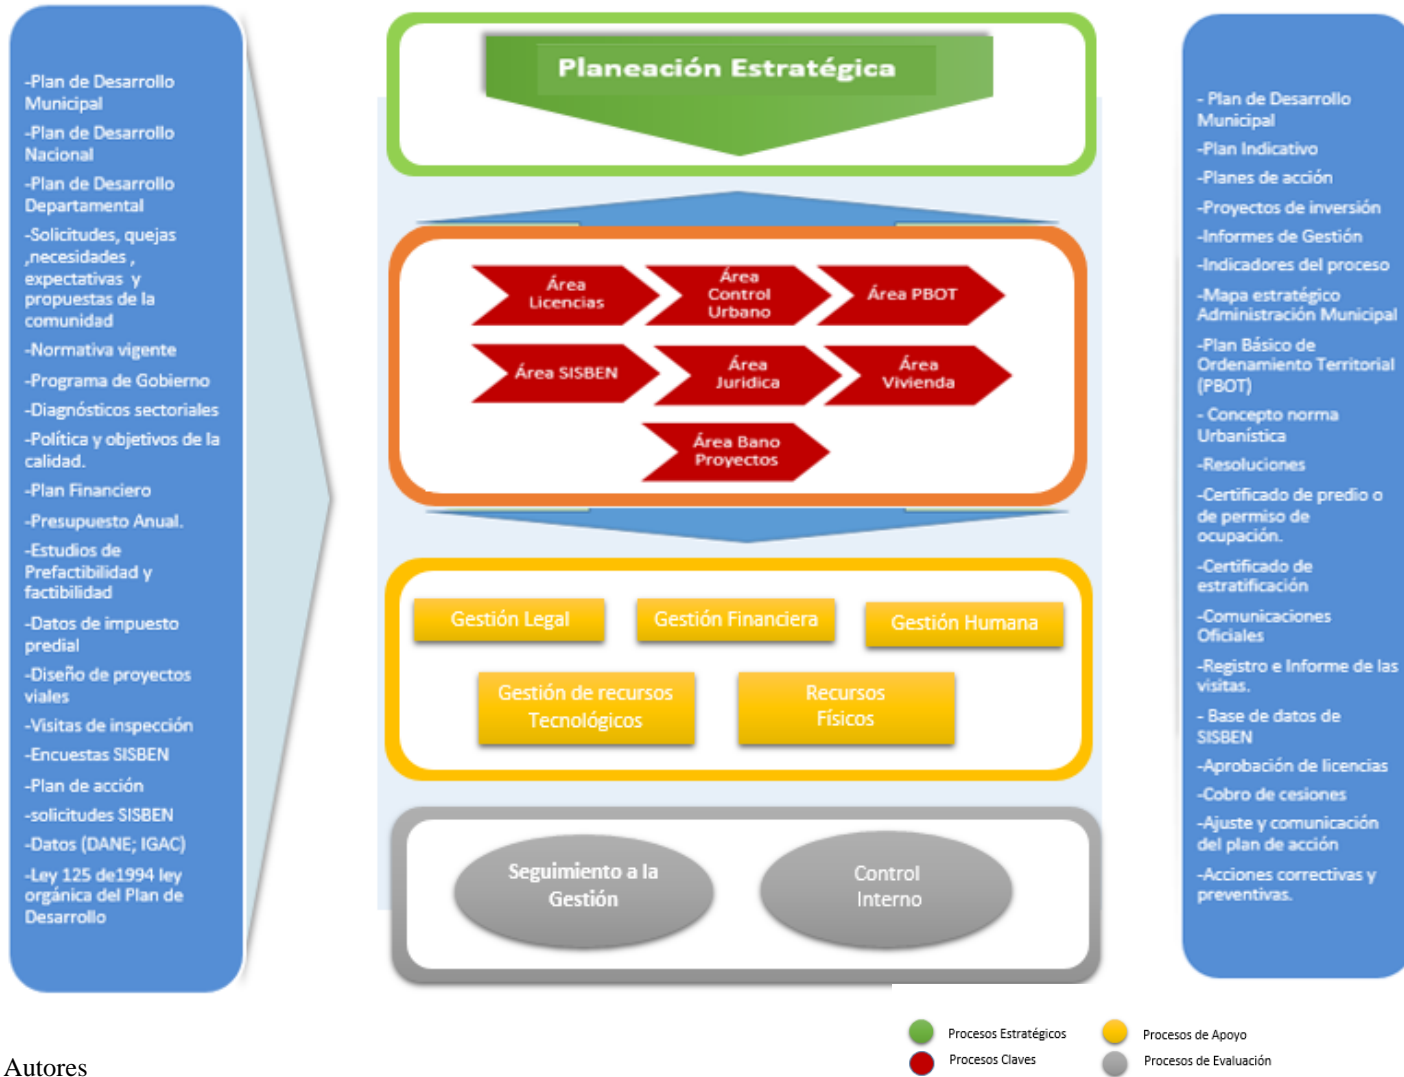 -Plan de Desarrollo
Municipal
-Plan de Desarrollo
Nacional
-Plan de Desarrollo
Departamental
-Solicitudes, quejas
,necesidades ,
expectativas y
propuestas de la
comunidad
-Normativa vigente
-Programa de Gobierno
-Diagnósticos sectoriales
-Política y objetivos de la
calidad.
-Plan Financiero
-Presupuesto Anual.
-Estudios de
Prefactibilidad y
factibilidad
-Datos de impuesto
predial
-Diseño de proyectos
viales
-Visitas de inspección
-Encuestas SISBEN
-Plan de acción
-solicitudes SISBEN
-Datos (DANE; IGAC)
-Ley 125 de1994 ley
orgánica del Plan de
Desarrollo
Planeación Estratégica
Área
Licencias
Área
Control
Urbano
Área PBOT
Área SISBEN
Área
Juridica
Área
Vivienda
Área Bano
Proyectos
Gestión Legal
Gestión Financiera
Gestión Humana
Gestión de recursos
Tecnológicos
Recursos
Físicos
Seguimiento a la
Gestión
Control
Interno
- Plan de Desarrollo
Municipal
-Plan Indicativo
-Planes de acción
-Proyectos de inversión
-Informes de Gestión
-Indicadores del proceso
-Mapa estratégico
Administración Municipal
-Plan Básico de
Ordenamiento Territorial
(PBOT)
- Concepto norma
Urbanística
-Resoluciones
-Certificado de predio o
de permiso de
ocupación.
-Certificado de
estratificación
-Comunicaciones
Oficiales
-Registro e Informe de las
visitas.
- Base de datos de
SISBEN
-Aprobación de licencias
-Cobro de cesiones
-Ajuste y comunicación
del plan de acción
-Acciones correctivas y
preventivas.
Procesos Estratégicos
Procesos de Apoyo
Procesos Claves
Procesos de Evaluación
Autores